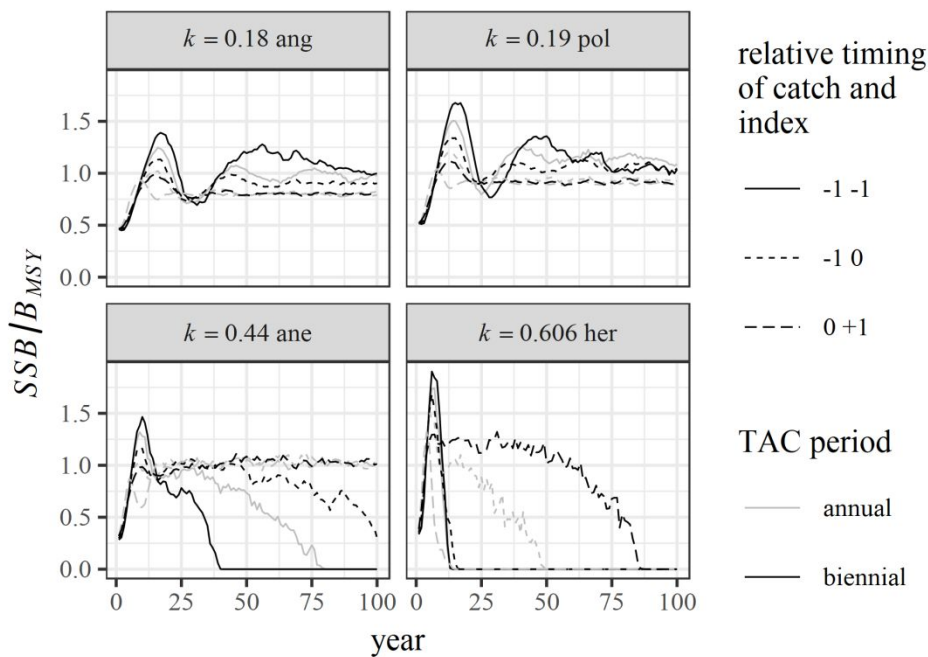 k = 0.18 ang
k = 0.19 pol
1.5
1.0
0.5
0.0
k = 0.44 ane
k = 0.606 her
1.5
1.0
0.5
0.0
0 25 50 75 100
0 25 50 75 100
SSB/B_MSY
year
relative timing
of catch and
index
-1 -1
-1 0
0 +1
TAC period
annual
biennial